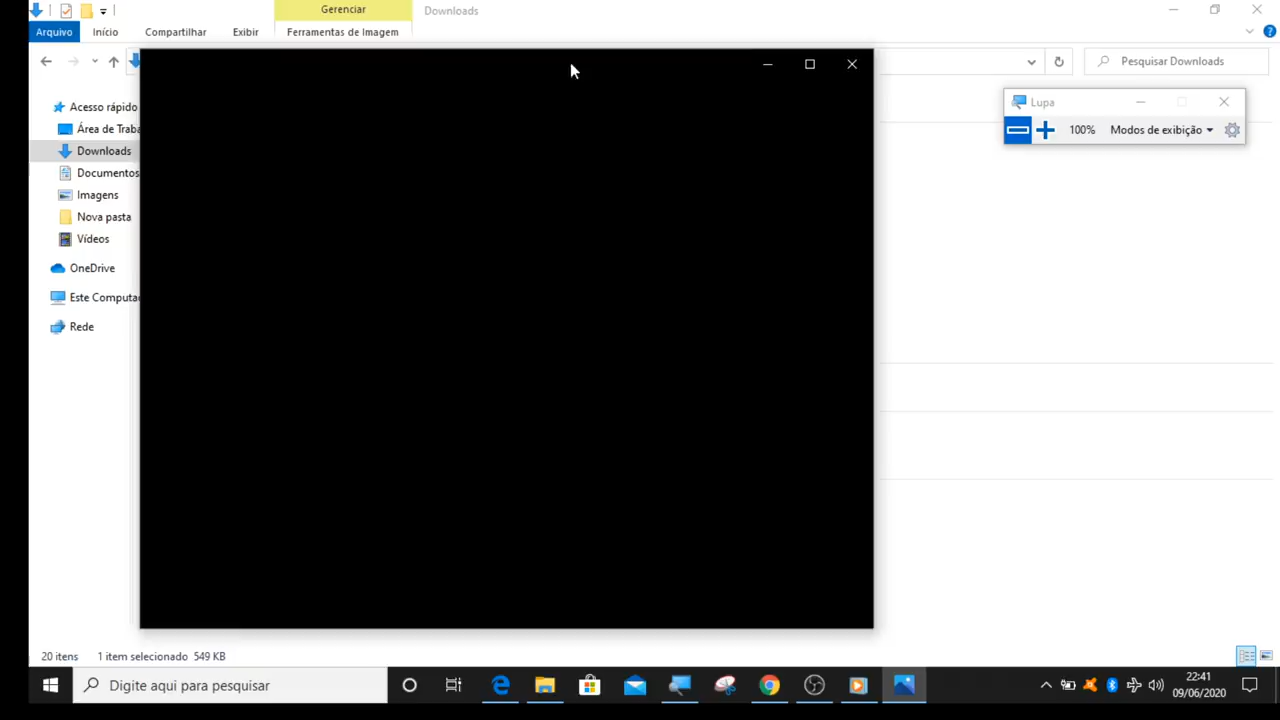 Gerenciar
Downloads
Arquivo
Início
Compartilhar
Exibir
Ferramentas de Imagem
Pesquisar Downloads
Acesso rápido
Área de Traba
Downloads
Documentos
Imagens
Nova pasta
Vídeos
OneDrive
Este Computad
Rede
Lupa
100%
Modos de exibição
20 itens
1 item selecionado 549 KB
Digite aqui para pesquisar
22:41
09/06/2020